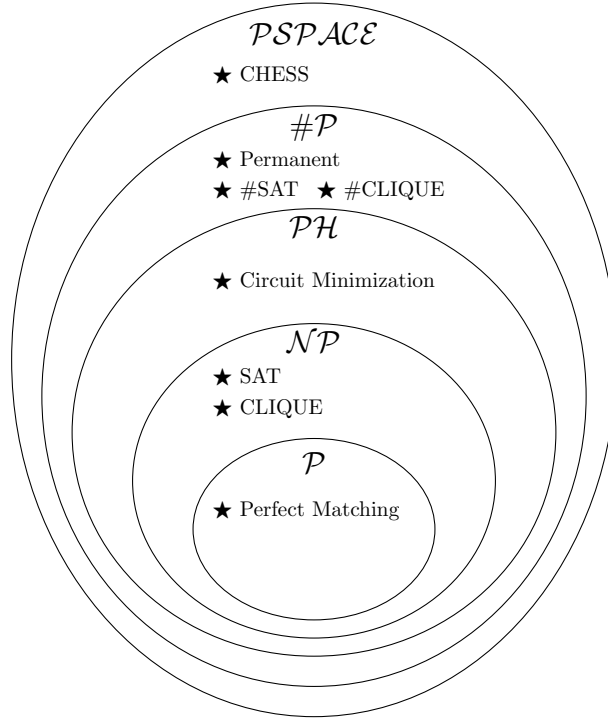 PSPACE
★ CHESS
#P
★ Permanent
★ #SAT ★ #CLIQUE
PH
★ Circuit Minimization
NP
★ SAT
★ CLIQUE
P
★ Perfect Matching